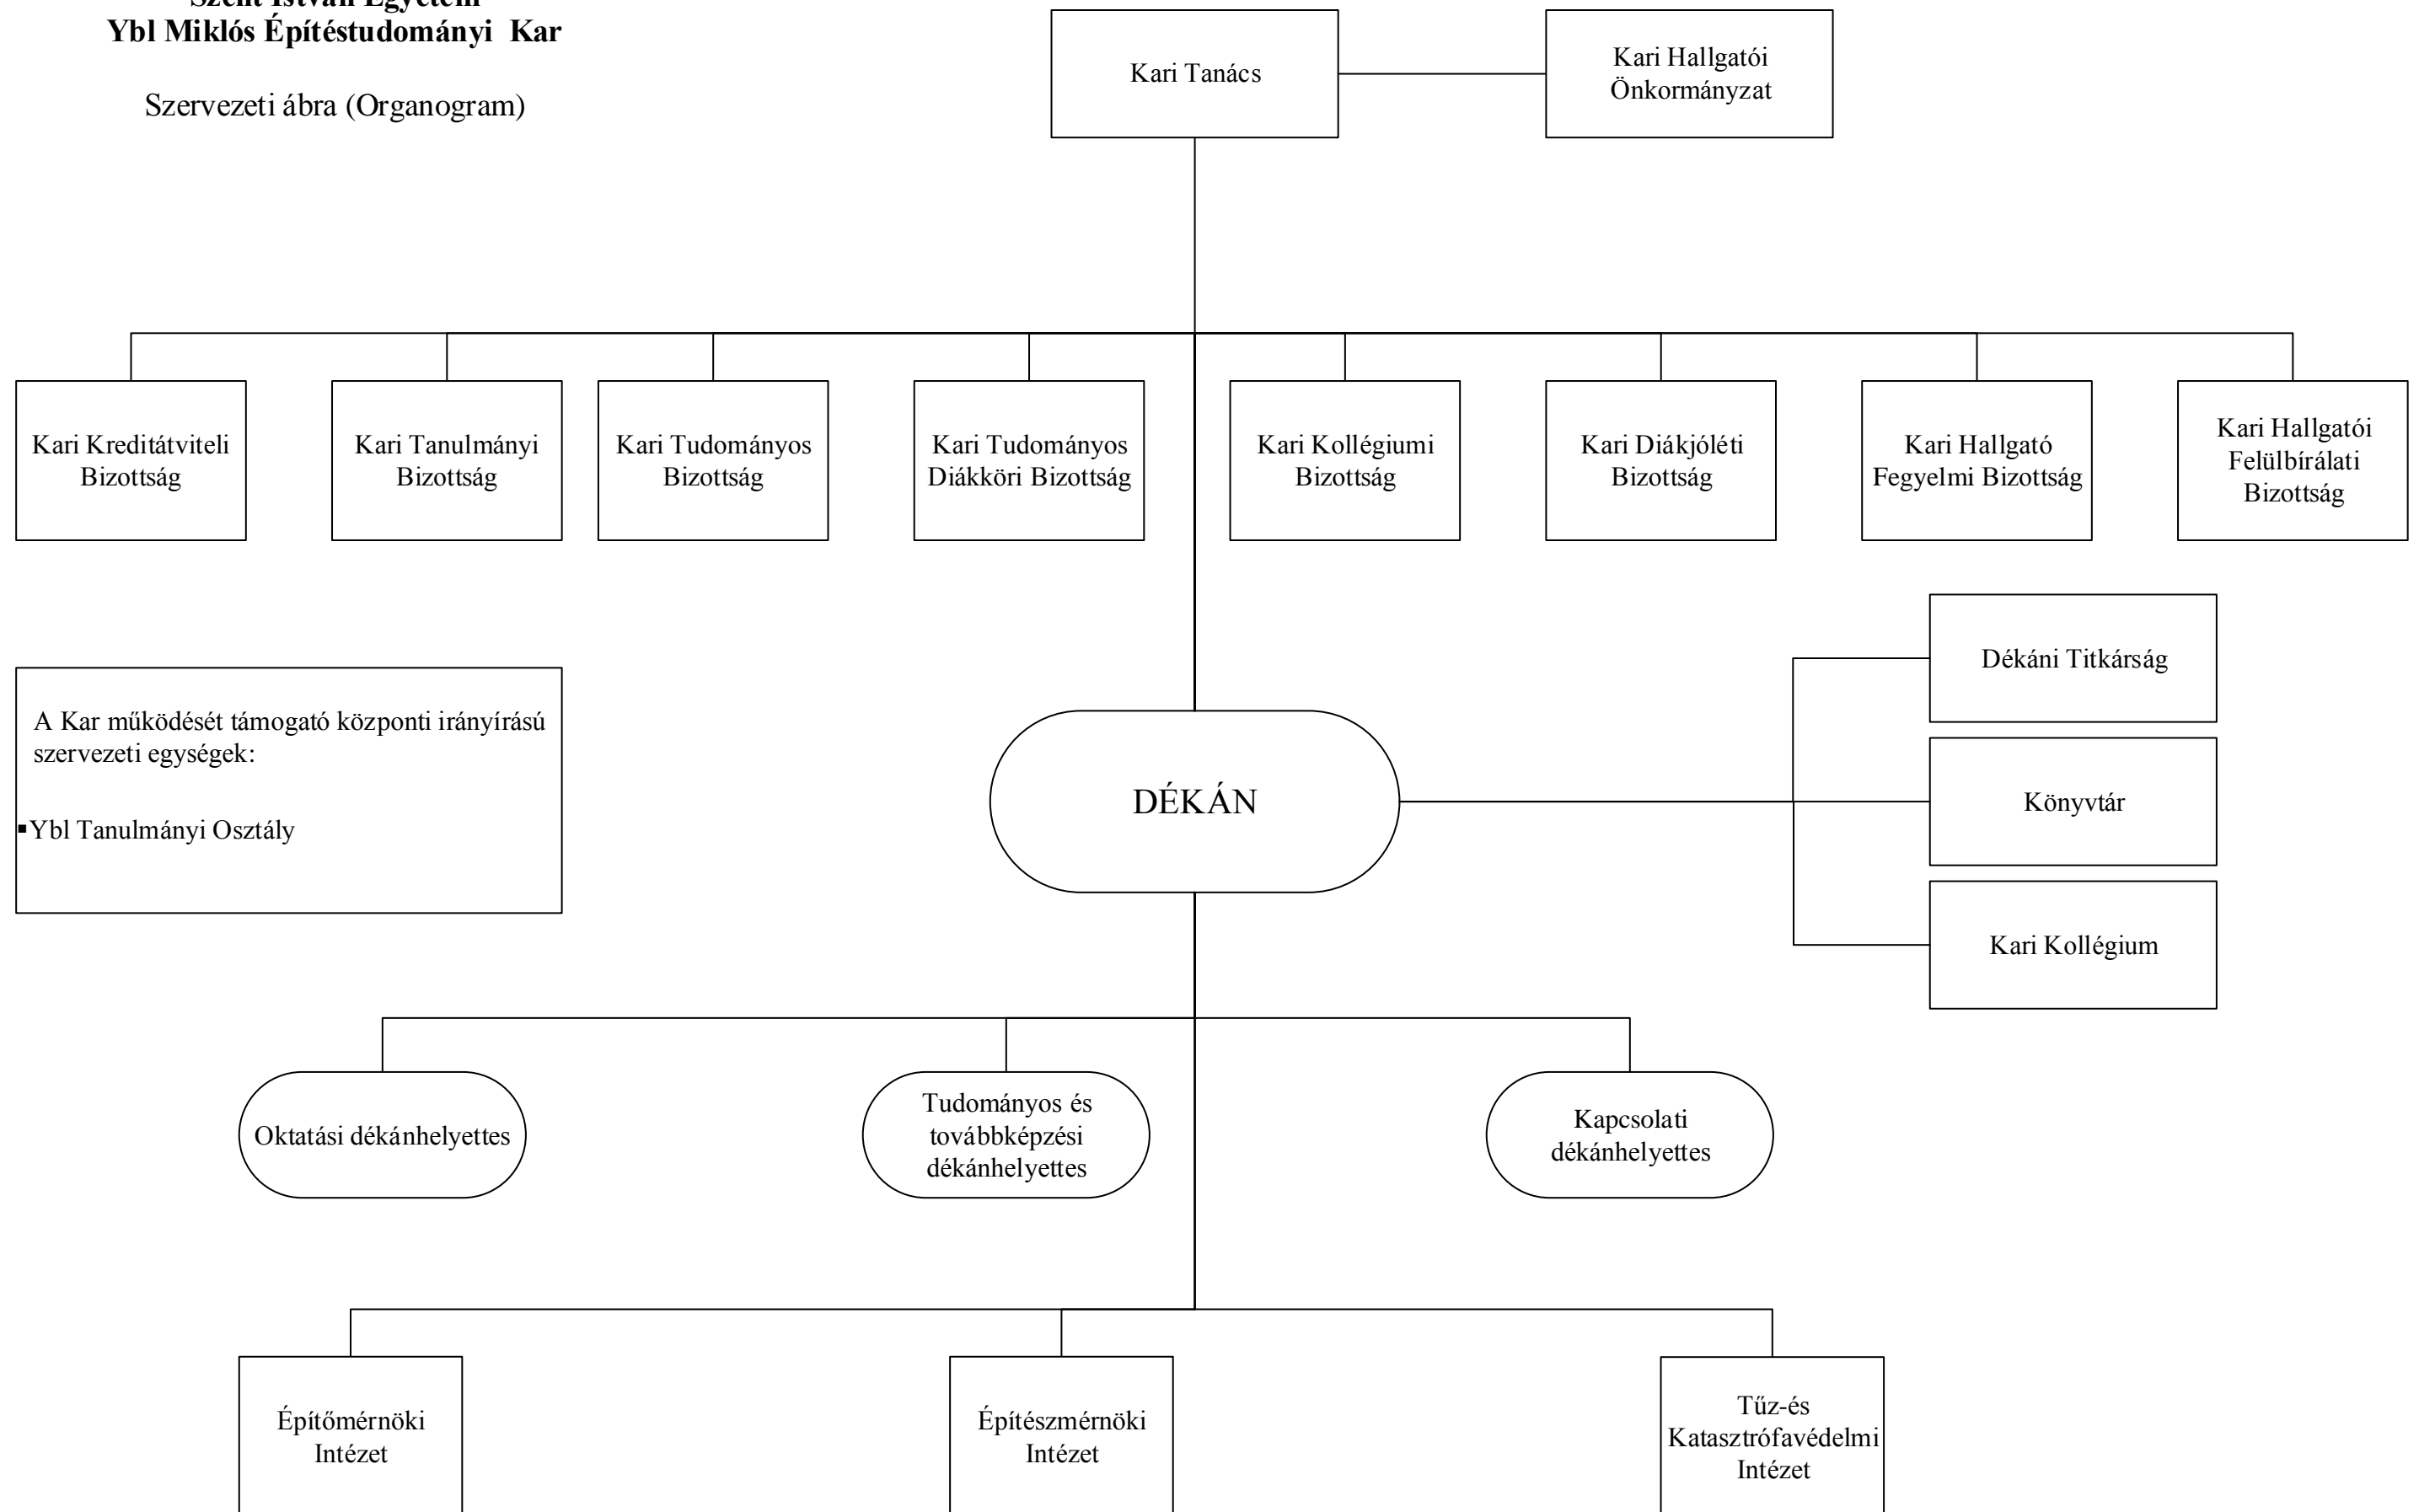 Szent István Egyetem
Ybl Miklós Építéstudományi Kar
Szervezeti ábra (Organogram)
Kari Tanács
Kari Hallgatói
Önkormányzat
Kari Kreditátviteli
Bizottság
Kari Tanulmányi
Bizottság
Kari Tudományos
Bizottság
Kari Tudományos
Diákköri Bizottság
Kari Kollégiumi
Bizottság
Kari Diákjóléti
Bizottság
Kari Hallgató
Fegyelmi Bizottság
Kari Hallgatói
Felülbírálati
Bizottság
A Kar működését támogató központi irányírású
szervezeti egységek:
▪Ybl Tanulmányi Osztály
DÉKÁN
Dékáni Titkárság
Könyvtár
Kari Kollégium
Oktatási dékánhelyettes
Tudományos és
továbbképzési
dékánhelyettes
Kapcsolati
dékánhelyettes
Építőmérnöki
Intézet
Építészmérnöki
Intézet
Tűz-és
Katasztrófavédelmi
Intézet